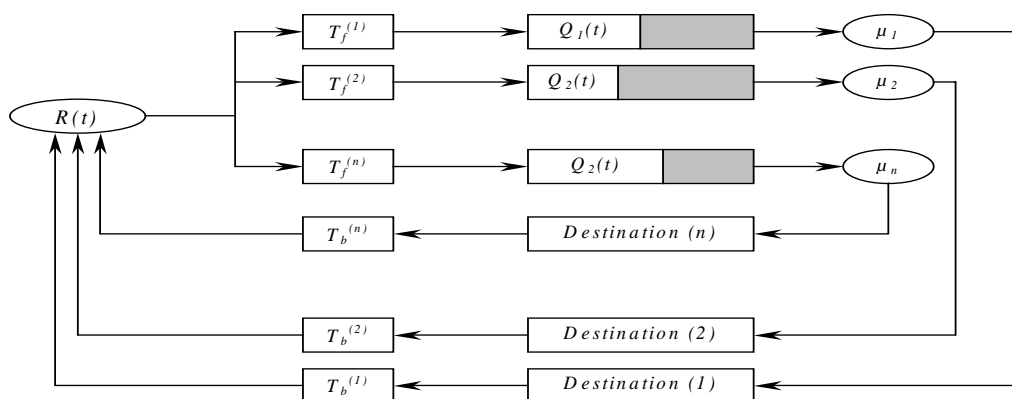 T_f^(1) Q_1(t) μ_1
T_f^(2) Q_2(t) μ_2
R(t)
T_f^(n) Q_2(t) μ_n
T_b^(n) Destination (n)
T_b^(2) Destination (2)
T_b^(1) Destination (1)